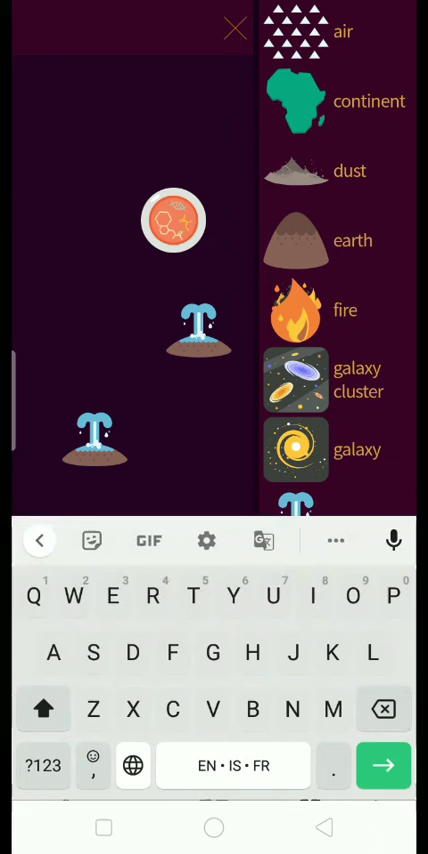 air
continent
dust
earth
fire
galaxy
cluster
galaxy
GIF
1 2 3 4 5 6 7 8 9 0
Q W E R T Y U I O P
A S D F G H J K L
Z X C V B N M
?123 , EN • IS • FR .